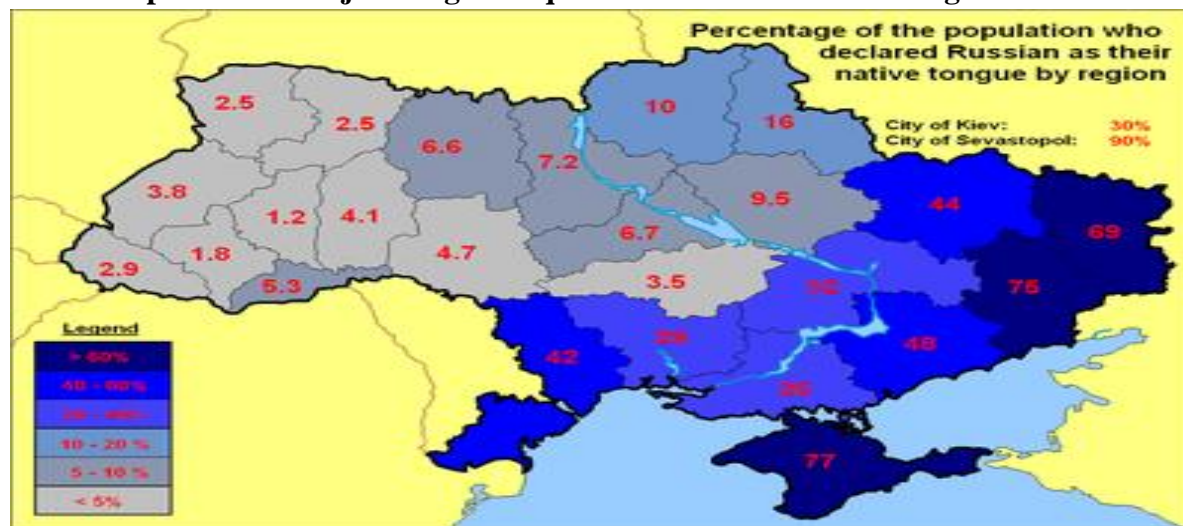 Percentage of the population who
declared Russian as their
native tongue by region
City of Kiev: 30%
City of Sevastopol: 90%
2.5
2.5
10
16
6.6
7.2
3.8
1.2
4.1
9.5
44
69
2.9
1.8
4.7
6.7
5.3
3.5
75
42
29
48
77
Legend
> 60%
40 - 60%
10 - 20 %
5 - 10 %
< 5%